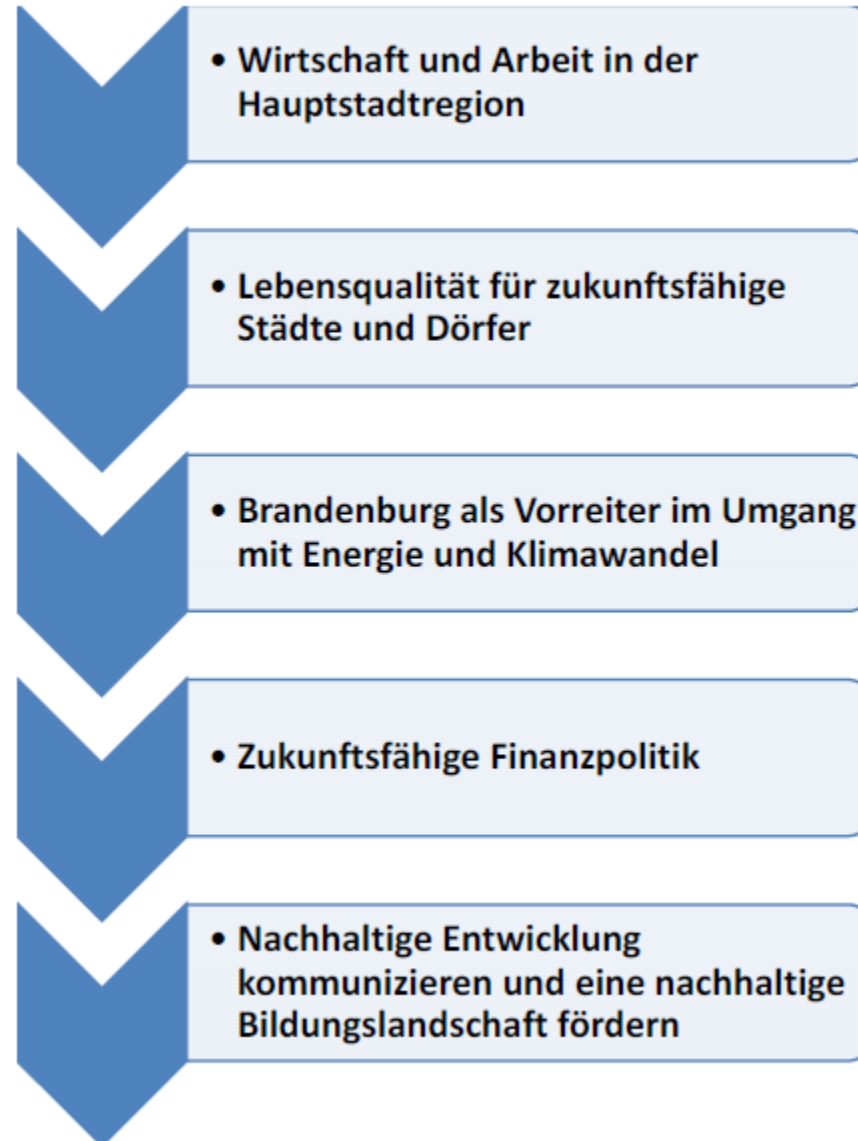 • Wirtschaft und Arbeit in der
Hauptstadtregion
• Lebensqualität für zukunftsfähige
Städte und Dörfer
• Brandenburg als Vorreiter im Umgang
mit Energie und Klimawandel
• Zukunftsfähige Finanzpolitik
• Nachhaltige Entwicklung
kommunizieren und eine nachhaltige
Bildungslandschaft fördern